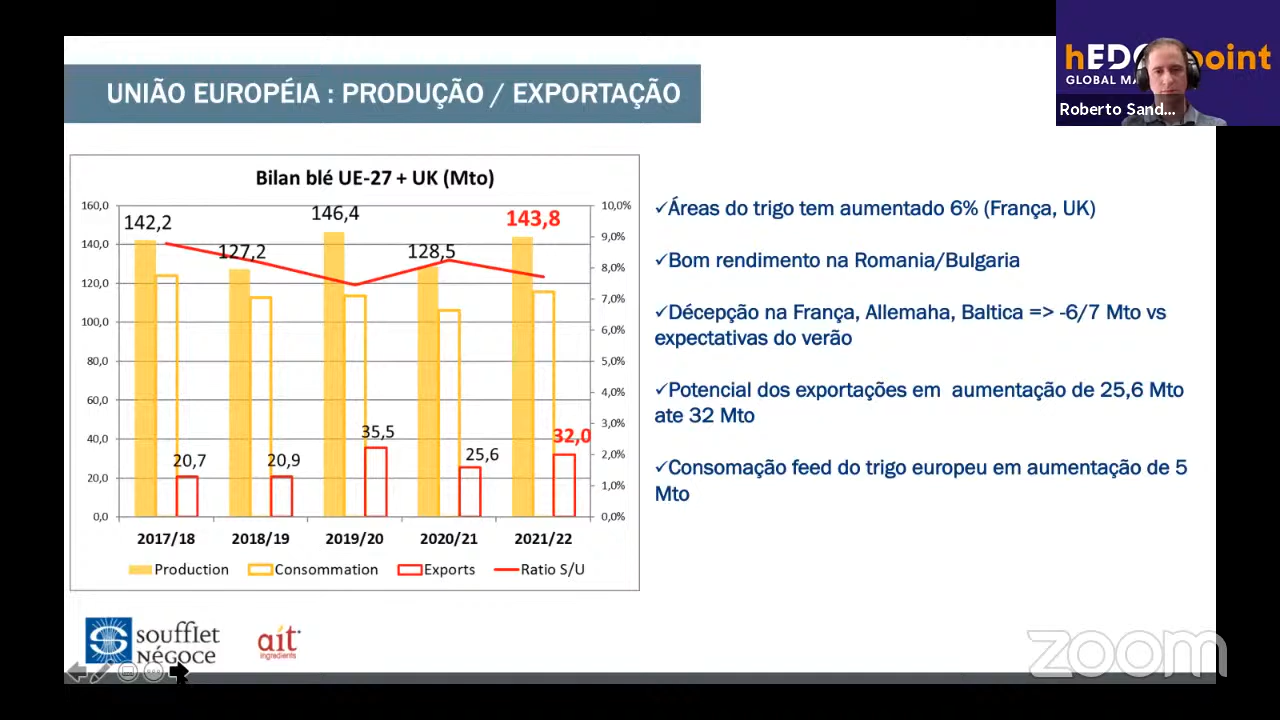 hEDGEpoint
GLOBAL MA
Roberto Sand...
UNIÃO EUROPÉIA : PRODUÇÃO / EXPORTAÇÃO
Bilan blé UE-27 + UK (Mto)
160,0
140,0
120,0
100,0
80,0
60,0
40,0
20,0
0,0
142,2
127,2
146,4
128,5
143,8
20,7
20,9
35,5
25,6
32,0
10,0%
9,0%
8,0%
7,0%
6,0%
5,0%
4,0%
3,0%
2,0%
1,0%
0,0%
2017/18 2018/19 2019/20 2020/21 2021/22
Production Consommation Exports Ratio S/U
✓Áreas do trigo tem aumentado 6% (França, UK)
✓Bom rendimento na Romania/Bulgaria
✓Décepção na França, Allemaha, Baltica => -6/7 Mto vs
expectativas do verão
✓Potencial dos exportações em aumentação de 25,6 Mto
ate 32 Mto
✓Consomação feed do trigo europeu em aumentação de 5
Mto
soufflet
négoce
aït
ingredients
zoom